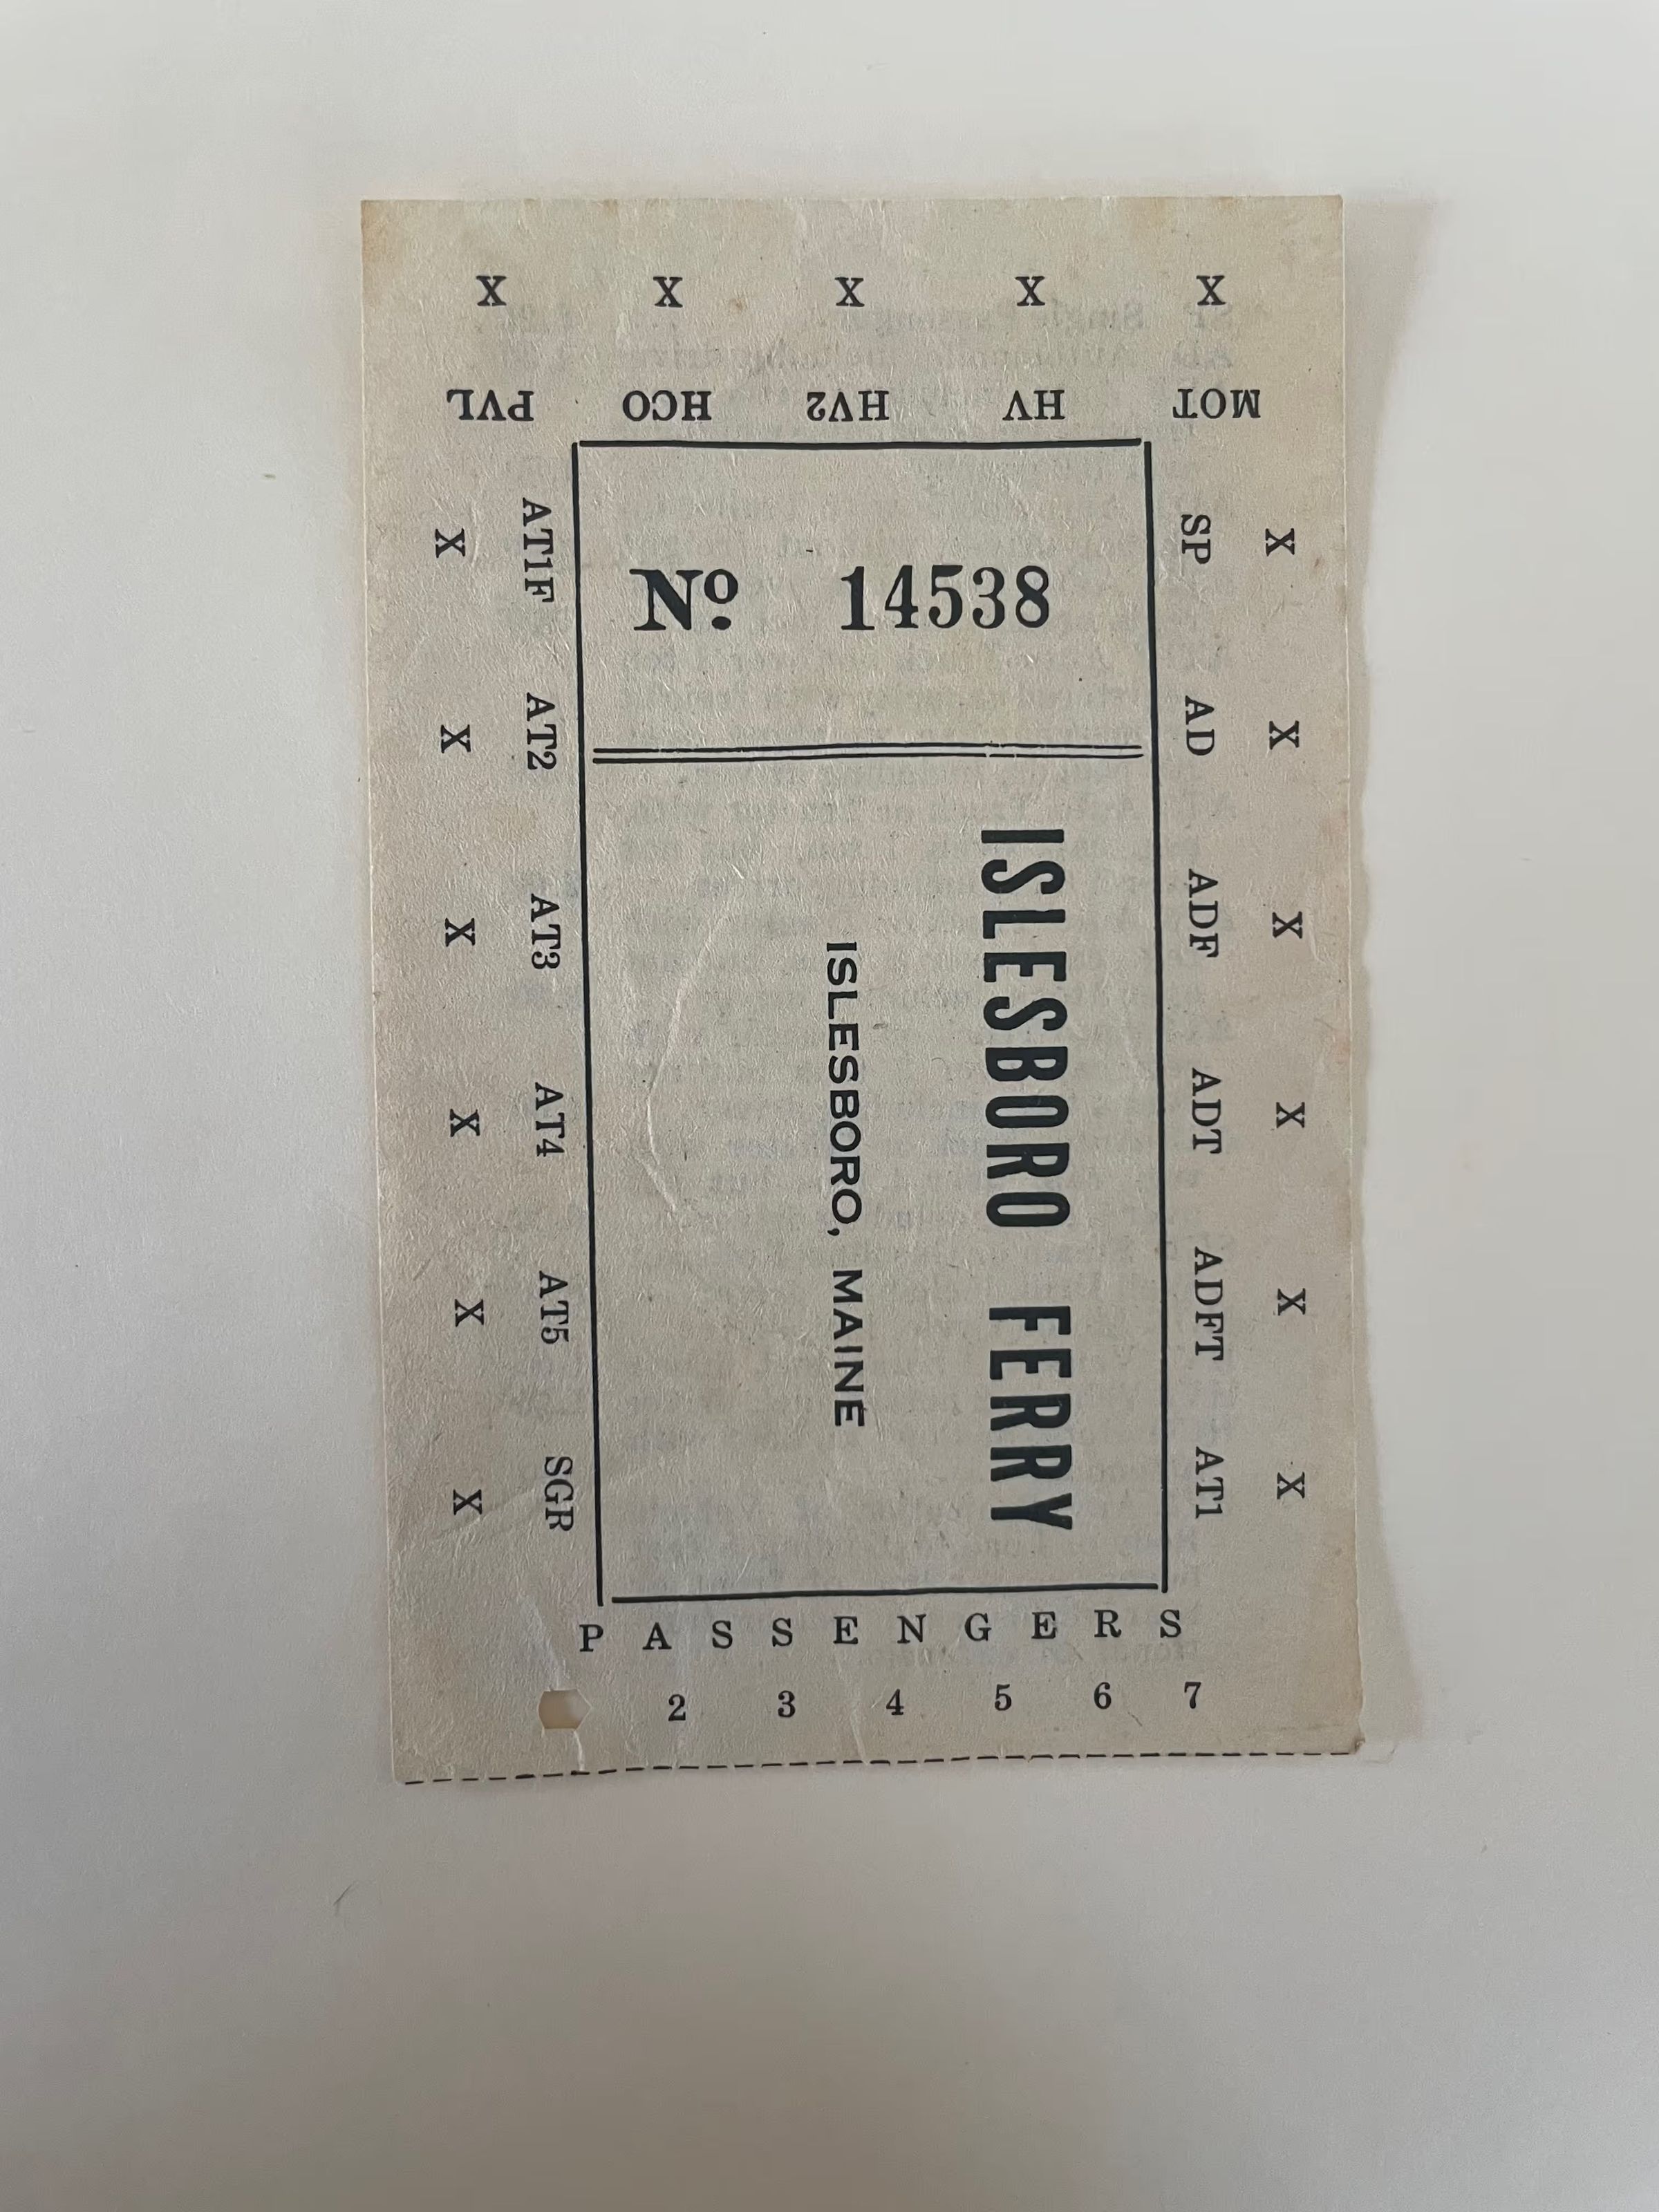 X X X X X
PVL HCO HV2 HV MOT
Nº 14538
ISLESBORO FERRY
ISLESBORO, MAINE
SP X
AD X
ADF X
ADT X
ADFT X
AT1 X
X AT1F
X AT2
X AT3
X AT4
X AT5
X SGR
PASSENGERS
2 3 4 5 6 7